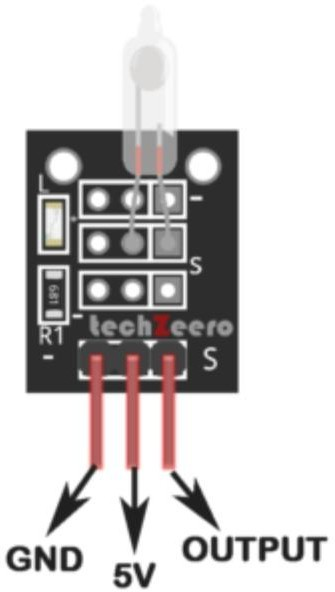 L
-
S
681
-
techZeero
R1
-
S
GND
5V
OUTPUT